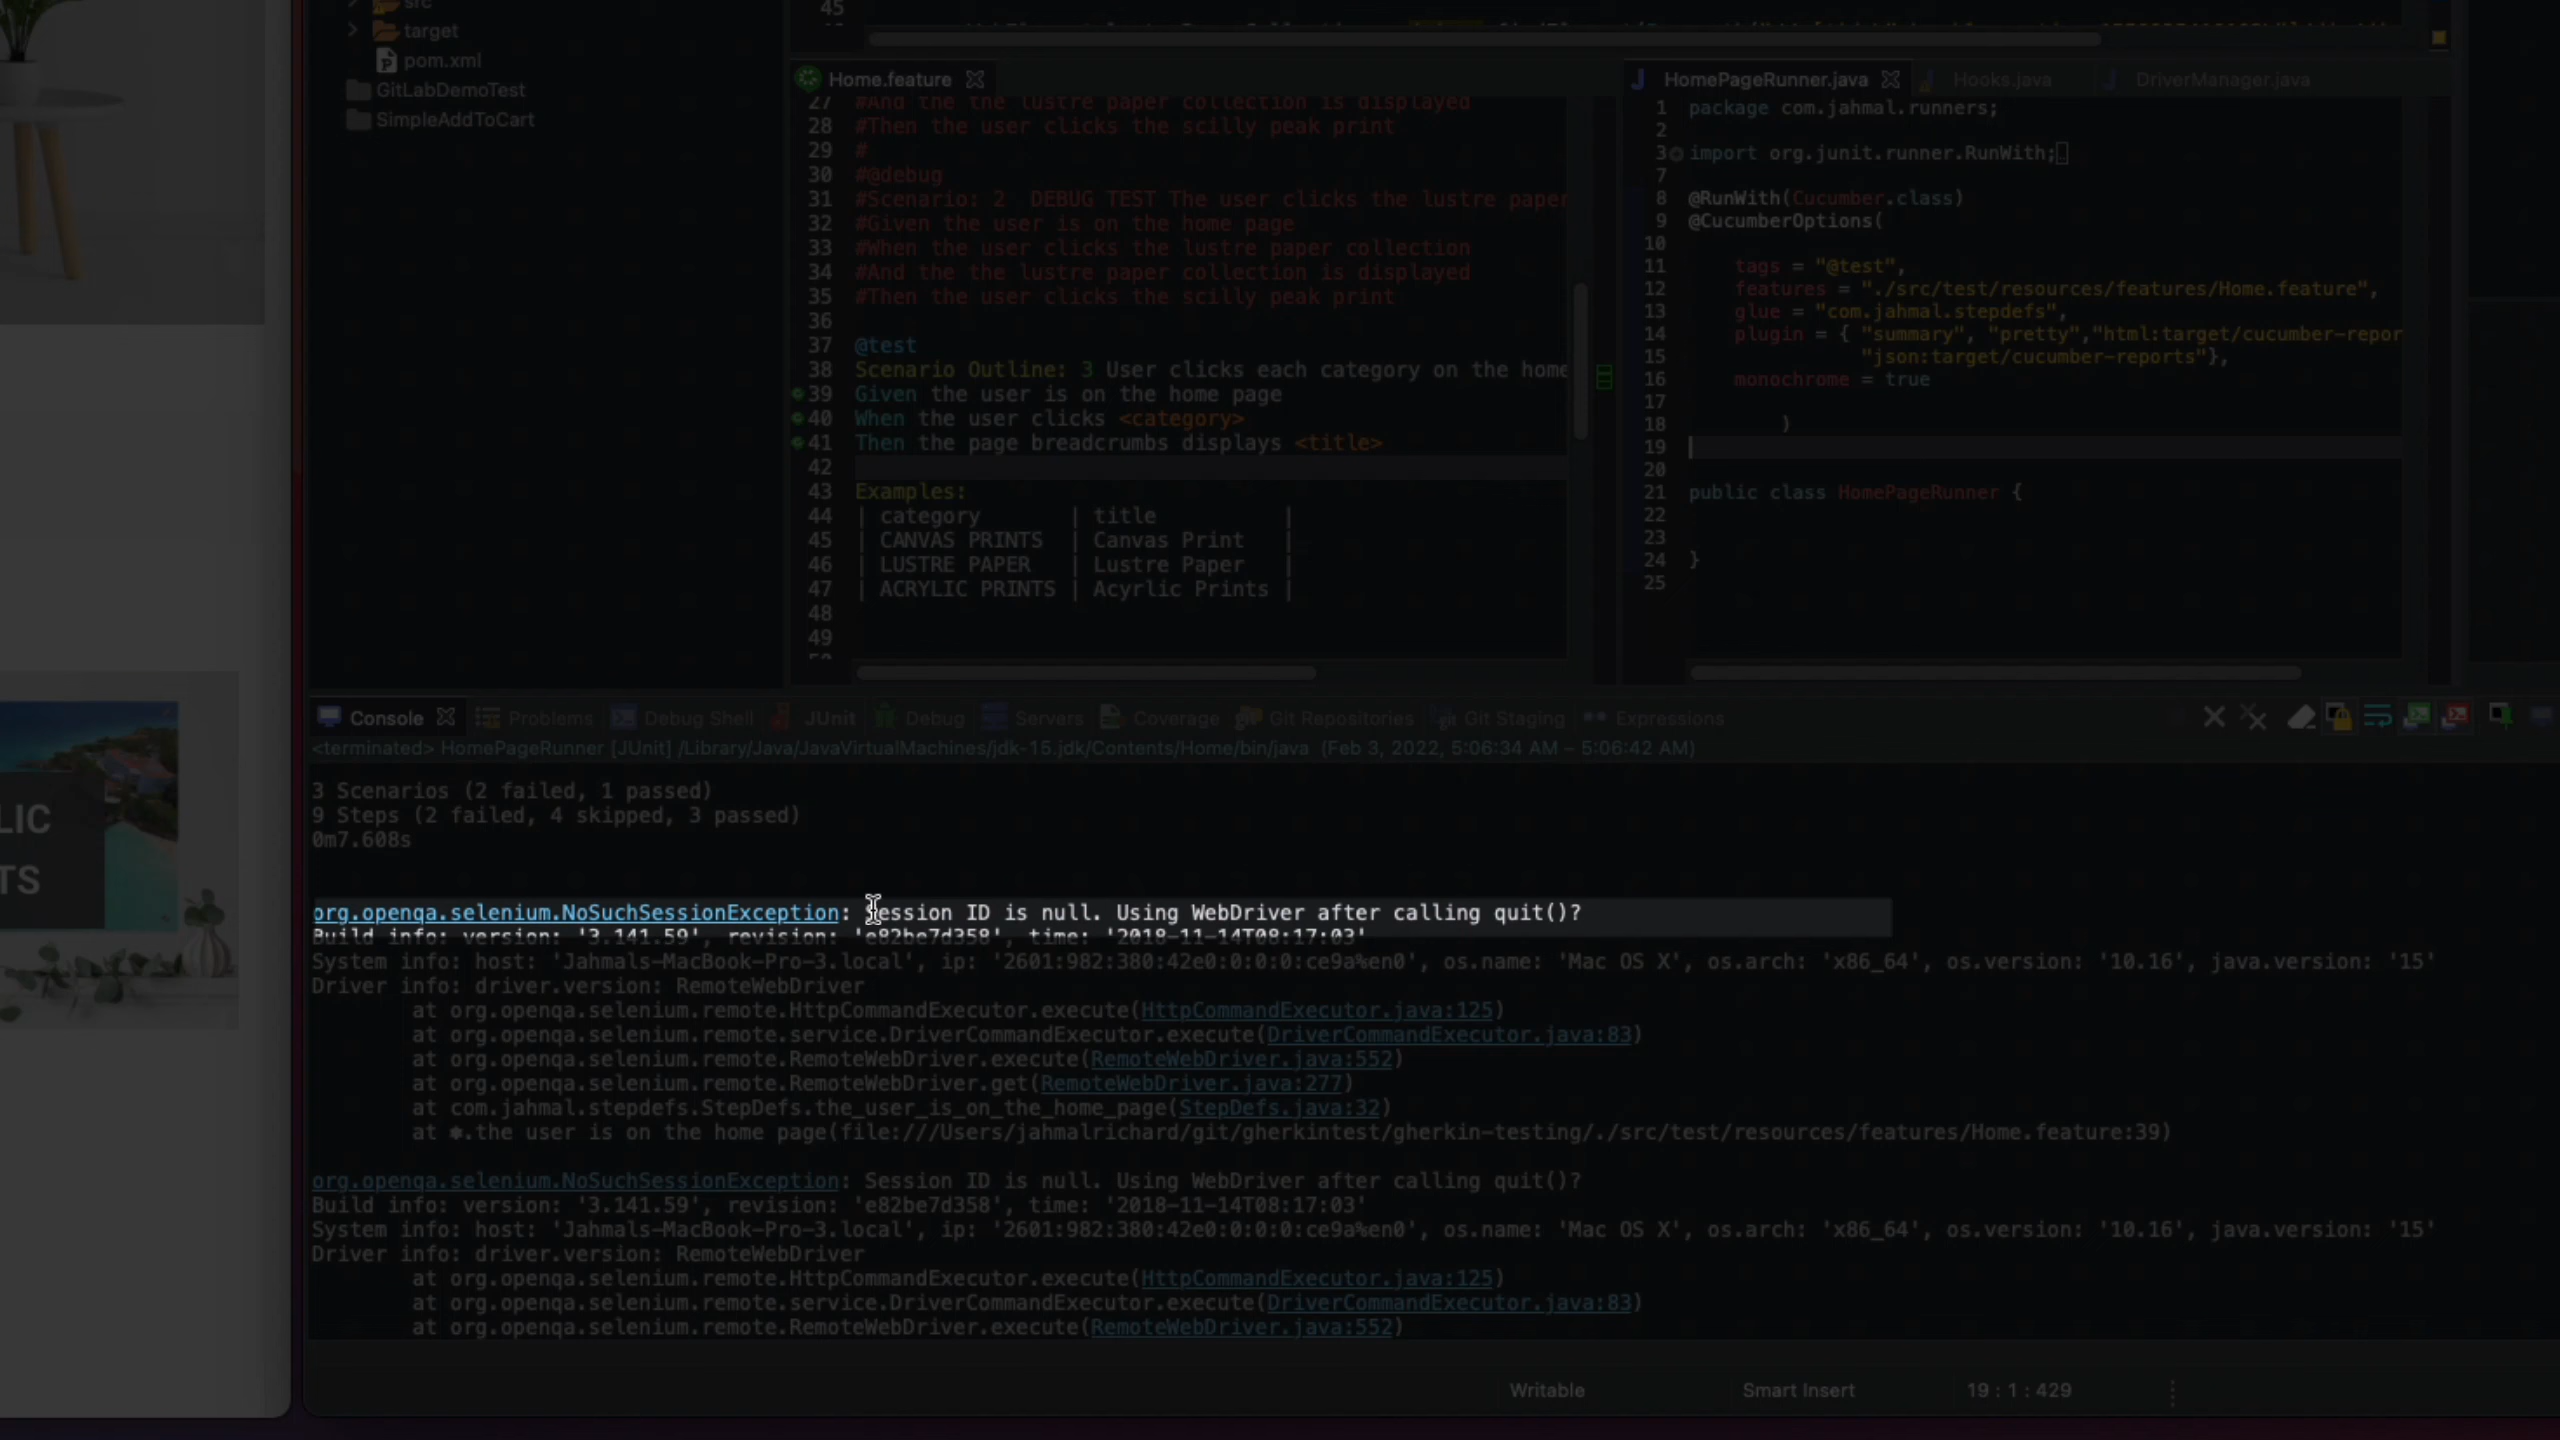 src
target
pom.xml
GitLabDemoTest
SimpleAddToCart
45
Home.feature
27 #And the the lustre paper collection is displayed
28 #Then the user clicks the scilly peak print
29 #
30 #@debug
31 #Scenario: 2  DEBUG TEST The user clicks the lustre paper
32 #Given the user is on the home page
33 #When the user clicks the lustre paper collection
34 #And the the lustre paper collection is displayed
35 #Then the user clicks the scilly peak print
36
37 @test
38 Scenario Outline: 3 User clicks each category on the home
39 Given the user is on the home page
40 When the user clicks <category>
41 Then the page breadcrumbs displays <title>
42
43 Examples:
44 | category | title |
45 | CANVAS PRINTS | Canvas Print |
46 | LUSTRE PAPER | Lustre Paper |
47 | ACRYLIC PRINTS | Acyrlic Prints |
48
49
HomePageRunner.java Hooks.java DriverManager.java
1 package com.jahmal.runners;
2
3 import org.junit.runner.RunWith;
7
8 @RunWith(Cucumber.class)
9 @CucumberOptions(
10
11 tags = "@test",
12 features = "./src/test/resources/features/Home.feature",
13 glue = "com.jahmal.stepdefs",
14 plugin = { "summary", "pretty","html:target/cucumber-repor
15 "json:target/cucumber-reports"},
16 monochrome = true
17
18 )
19
20
21 public class HomePageRunner {
22
23
24 }
25
LIC
TS
Console Problems Debug Shell JUnit Debug Servers Coverage Git Repositories Git Staging Expressions
<terminated> HomePageRunner [JUnit] /Library/Java/JavaVirtualMachines/jdk-15.jdk/Contents/Home/bin/java (Feb 3, 2022, 5:06:34 AM – 5:06:42 AM)
3 Scenarios (2 failed, 1 passed)
9 Steps (2 failed, 4 skipped, 3 passed)
0m7.608s
org.openqa.selenium.NoSuchSessionException: Session ID is null. Using WebDriver after calling quit()?
Build info: version: '3.141.59', revision: 'e82be7d358', time: '2018-11-14T08:17:03'
System info: host: 'Jahmals-MacBook-Pro-3.local', ip: '2601:982:380:42e0:0:0:0:ce9a%en0', os.name: 'Mac OS X', os.arch: 'x86_64', os.version: '10.16', java.version: '15'
Driver info: driver.version: RemoteWebDriver
at org.openqa.selenium.remote.HttpCommandExecutor.execute(HttpCommandExecutor.java:125)
at org.openqa.selenium.remote.service.DriverCommandExecutor.execute(DriverCommandExecutor.java:83)
at org.openqa.selenium.remote.RemoteWebDriver.execute(RemoteWebDriver.java:552)
at org.openqa.selenium.remote.RemoteWebDriver.get(RemoteWebDriver.java:277)
at com.jahmal.stepdefs.StepDefs.the_user_is_on_the_home_page(StepDefs.java:32)
at ✽.the user is on the home page(file:///Users/jahmalrichard/git/gherkintest/gherkin-testing/./src/test/resources/features/Home.feature:39)
org.openqa.selenium.NoSuchSessionException: Session ID is null. Using WebDriver after calling quit()?
Build info: version: '3.141.59', revision: 'e82be7d358', time: '2018-11-14T08:17:03'
System info: host: 'Jahmals-MacBook-Pro-3.local', ip: '2601:982:380:42e0:0:0:0:ce9a%en0', os.name: 'Mac OS X', os.arch: 'x86_64', os.version: '10.16', java.version: '15'
Driver info: driver.version: RemoteWebDriver
at org.openqa.selenium.remote.HttpCommandExecutor.execute(HttpCommandExecutor.java:125)
at org.openqa.selenium.remote.service.DriverCommandExecutor.execute(DriverCommandExecutor.java:83)
at org.openqa.selenium.remote.RemoteWebDriver.execute(RemoteWebDriver.java:552)
Writable Smart Insert 19 : 1 : 429